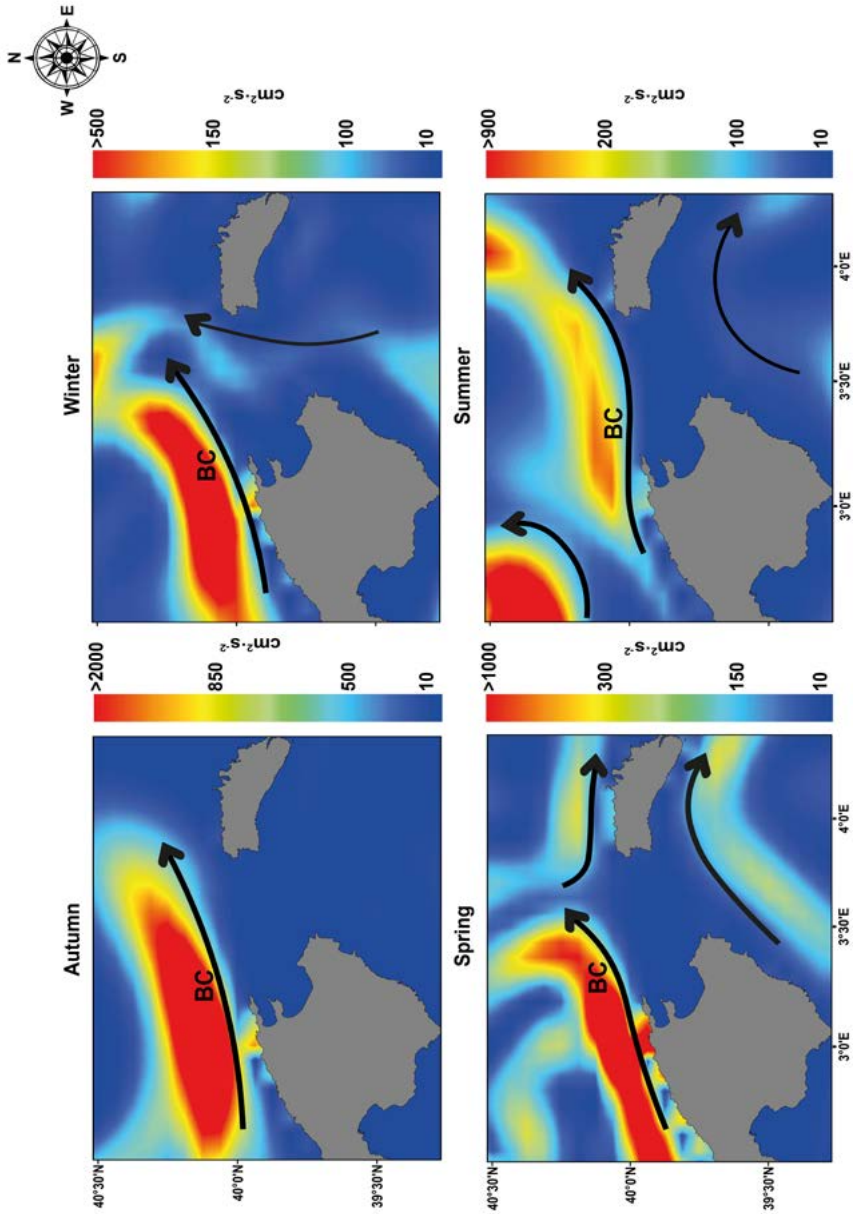 N
W
E
S
Autumn
Winter
40°30'N
40°0'N
39°30'N
BC
>2000
850
500
10
cm²·s⁻²
BC
>500
150
100
10
cm²·s⁻²
Spring
Summer
40°30'N
40°0'N
39°30'N
BC
>1000
300
150
10
cm²·s⁻²
3°0'E
3°30'E
4°0'E
BC
>900
200
100
10
cm²·s⁻²
3°0'E
3°30'E
4°0'E